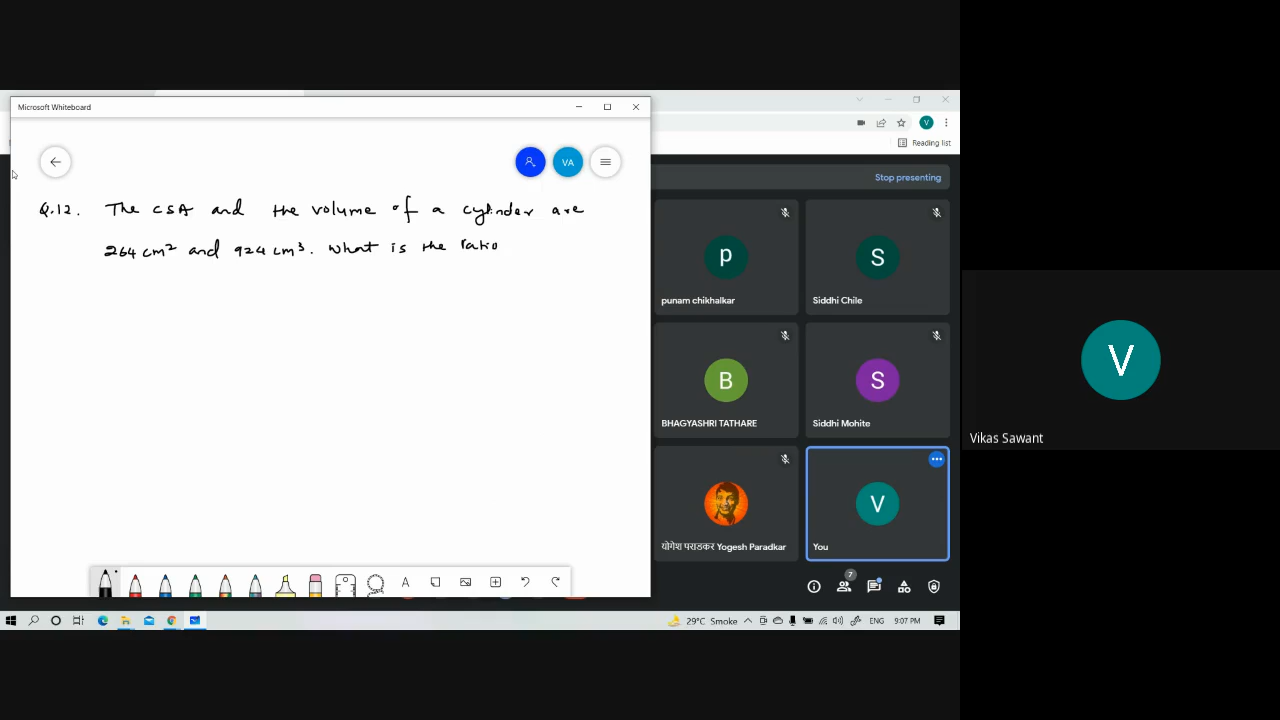 Microsoft Whiteboard
V
Reading list
VA
Stop presenting
Q.12. The CSA and the volume of a cylinder are
264 cm² and 924 cm³. What is the ratio
p
punam chikhalkar
S
Siddhi Chile
B
BHAGYASHRI TATHARE
S
Siddhi Mohite
योगेश पराडकर Yogesh Paradkar
V
You
V
Vikas Sawant
A
7
29°C Smoke
ENG
9:07 PM